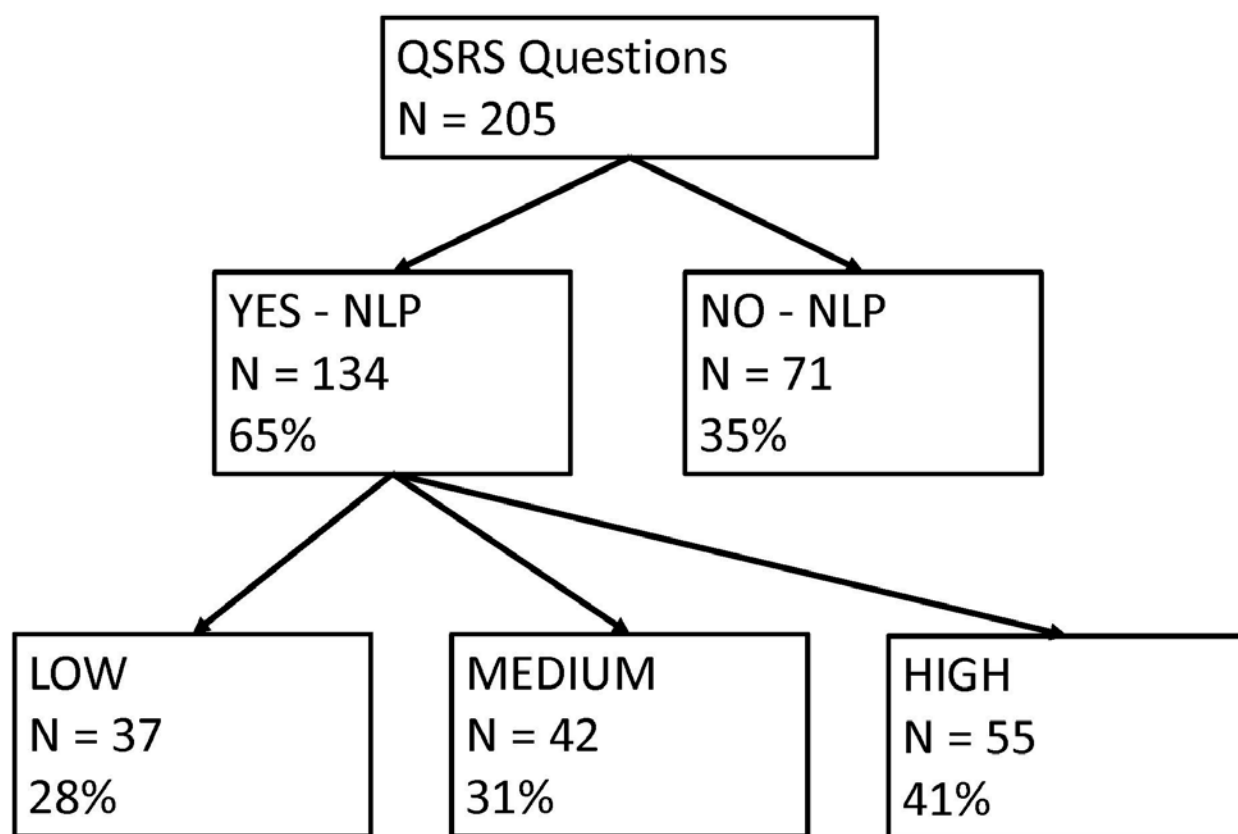 QSRS Questions
N = 205
YES - NLP
N = 134
65%
NO - NLP
N = 71
35%
LOW
N = 37
28%
MEDIUM
N = 42
31%
HIGH
N = 55
41%